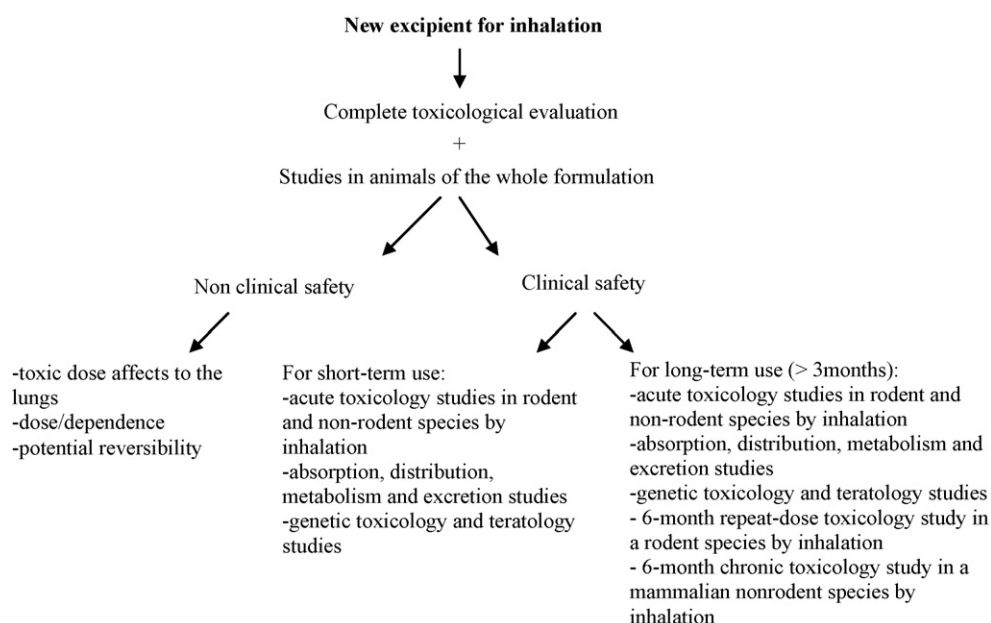 New excipient for inhalation
Complete toxicological evaluation
+
Studies in animals of the whole formulation
Non clinical safety
Clinical safety
-toxic dose affects to the
lungs
-dose/dependence
-potential reversibility
For short-term use:
-acute toxicology studies in rodent
and non-rodent species by
inhalation
-absorption, distribution,
metabolism and excretion studies
-genetic toxicology and teratology
studies
For long-term use (> 3months):
-acute toxicology studies in rodent and
non-rodent species by inhalation
-absorption, distribution, metabolism and
excretion studies
-genetic toxicology and teratology studies
- 6-month repeat-dose toxicology study in
a rodent species by inhalation
- 6-month chronic toxicology study in a
mammalian nonrodent species by
inhalation